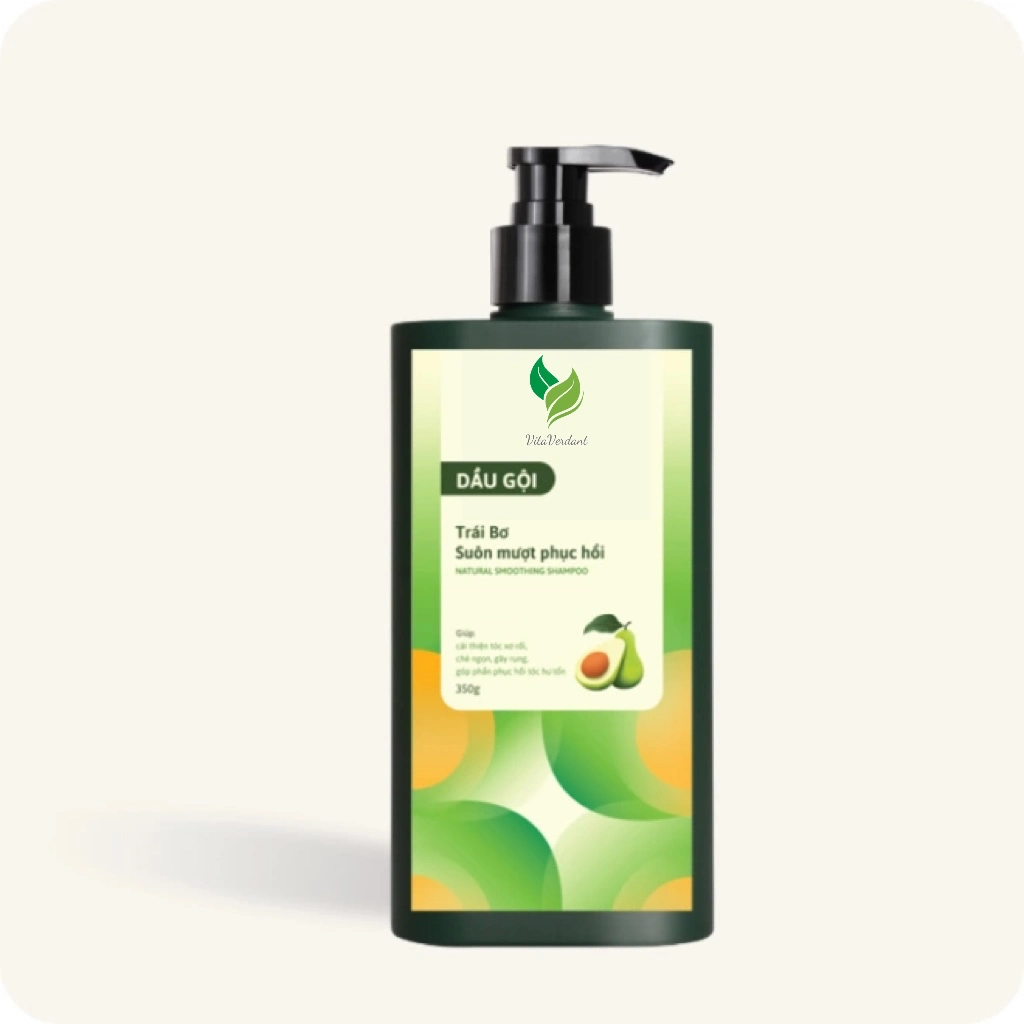 VitaVerdant
DẦU GỘI
Trái Bơ
Suôn mượt phục hồi
NATURAL SMOOTHING SHAMPOO
Giúp
cải thiện tóc xơ rối,
chẻ ngọn, gãy rụng,
góp phần phục hồi tóc hư tổn.
350g